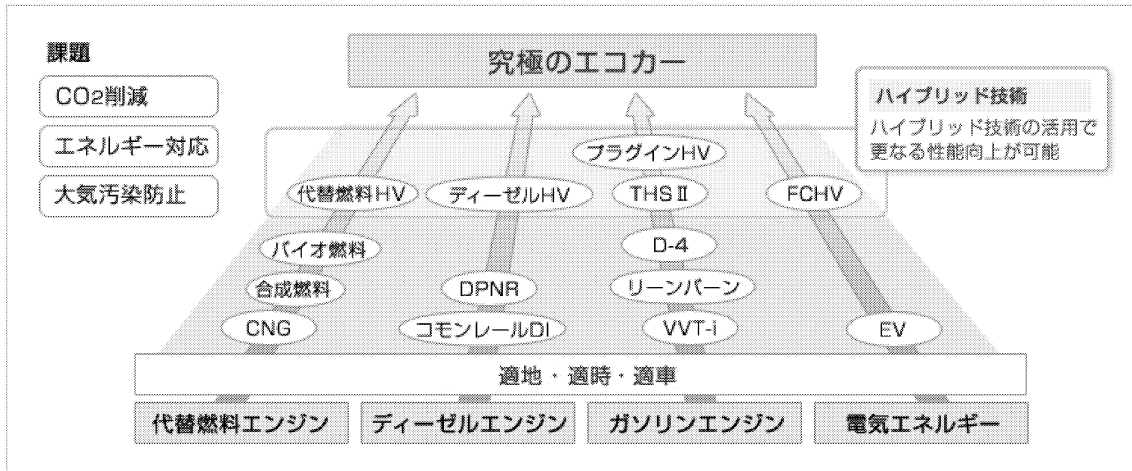 課題
CO2削減
エネルギー対応
大気汚染防止
究極のエコカー
ハイブリッド技術
ハイブリッド技術の活用で
更なる性能向上が可能
プラグインHV
代替燃料HV
ディーゼルHV
THSⅡ
FCHV
バイオ燃料
D-4
合成燃料
DPNR
リーンバーン
CNG
コモンレールDI
VVT-i
EV
適地・適時・適車
代替燃料エンジン
ディーゼルエンジン
ガソリンエンジン
電気エネルギー